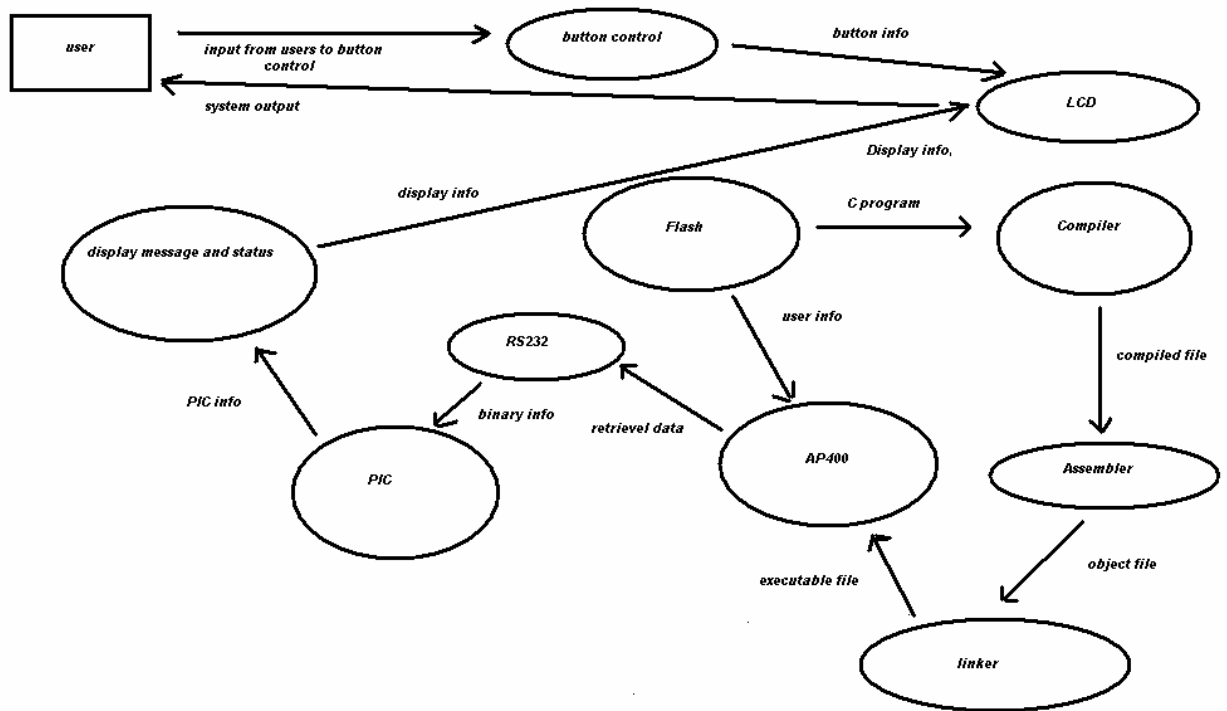 user
input from users to button
control
button control
button info
LCD
system output
Display info,
display info
display message and status
Flash
C program
Compiler
user info
compiled file
RS232
PIC info
binary info
retrievel data
AP400
Assembler
PIC
executable file
object file
linker